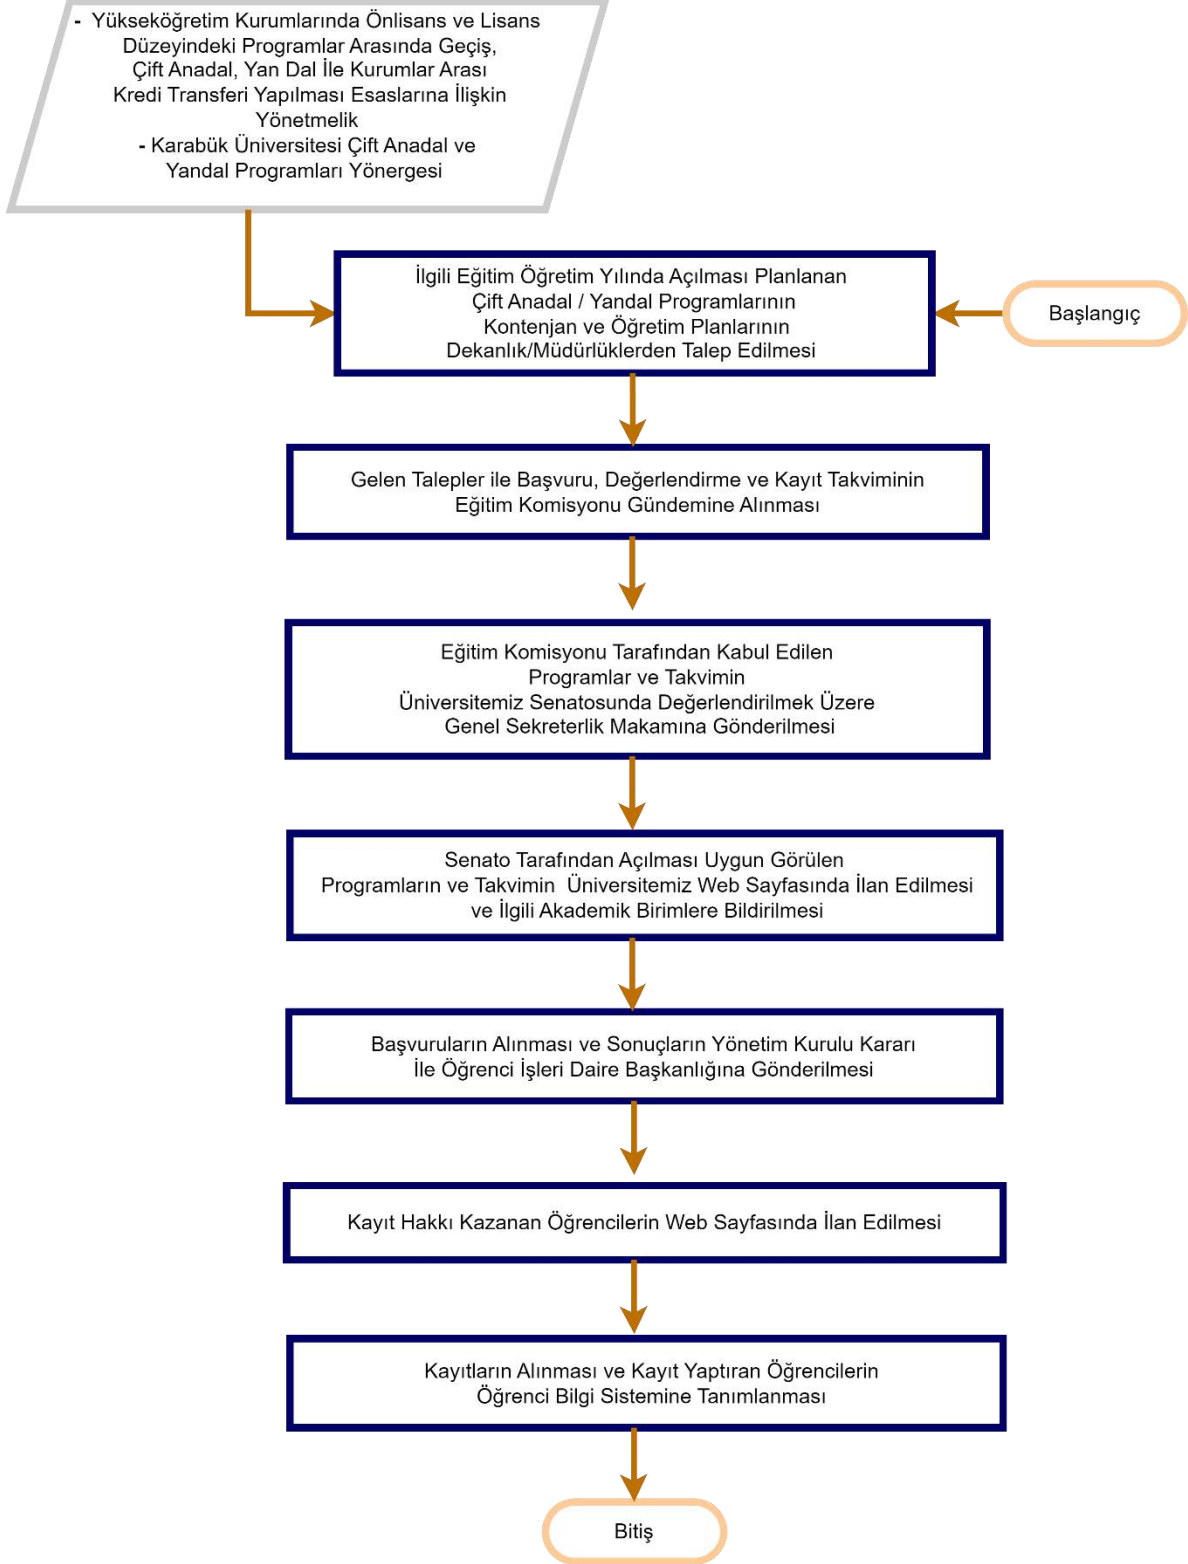 - Yükseköğretim Kurumlarında Önlisans ve Lisans
Düzeyindeki Programlar Arasında Geçiş,
Çift Anadal, Yan Dal İle Kurumlar Arası
Kredi Transferi Yapılması Esaslarına İlişkin
Yönetmelik
- Karabük Üniversitesi Çift Anadal ve
Yandal Programları Yönergesi
İlgili Eğitim Öğretim Yılında Açılması Planlanan
Çift Anadal / Yandal Programlarının
Kontenjan ve Öğretim Planlarının
Dekanlık/Müdürlüklerden Talep Edilmesi
Başlangıç
Gelen Talepler ile Başvuru, Değerlendirme ve Kayıt Takviminin
Eğitim Komisyonu Gündemine Alınması
Eğitim Komisyonu Tarafından Kabul Edilen
Programlar ve Takvimin
Üniversitemiz Senatosunda Değerlendirilmek Üzere
Genel Sekreterlik Makamına Gönderilmesi
Senato Tarafından Açılması Uygun Görülen
Programların ve Takvimin Üniversitemiz Web Sayfasında İlan Edilmesi
ve İlgili Akademik Birimlere Bildirilmesi
Başvuruların Alınması ve Sonuçların Yönetim Kurulu Kararı
İle Öğrenci İşleri Daire Başkanlığına Gönderilmesi
Kayıt Hakkı Kazanan Öğrencilerin Web Sayfasında İlan Edilmesi
Kayıtların Alınması ve Kayıt Yaptıran Öğrencilerin
Öğrenci Bilgi Sistemine Tanımlanması
Bitiş